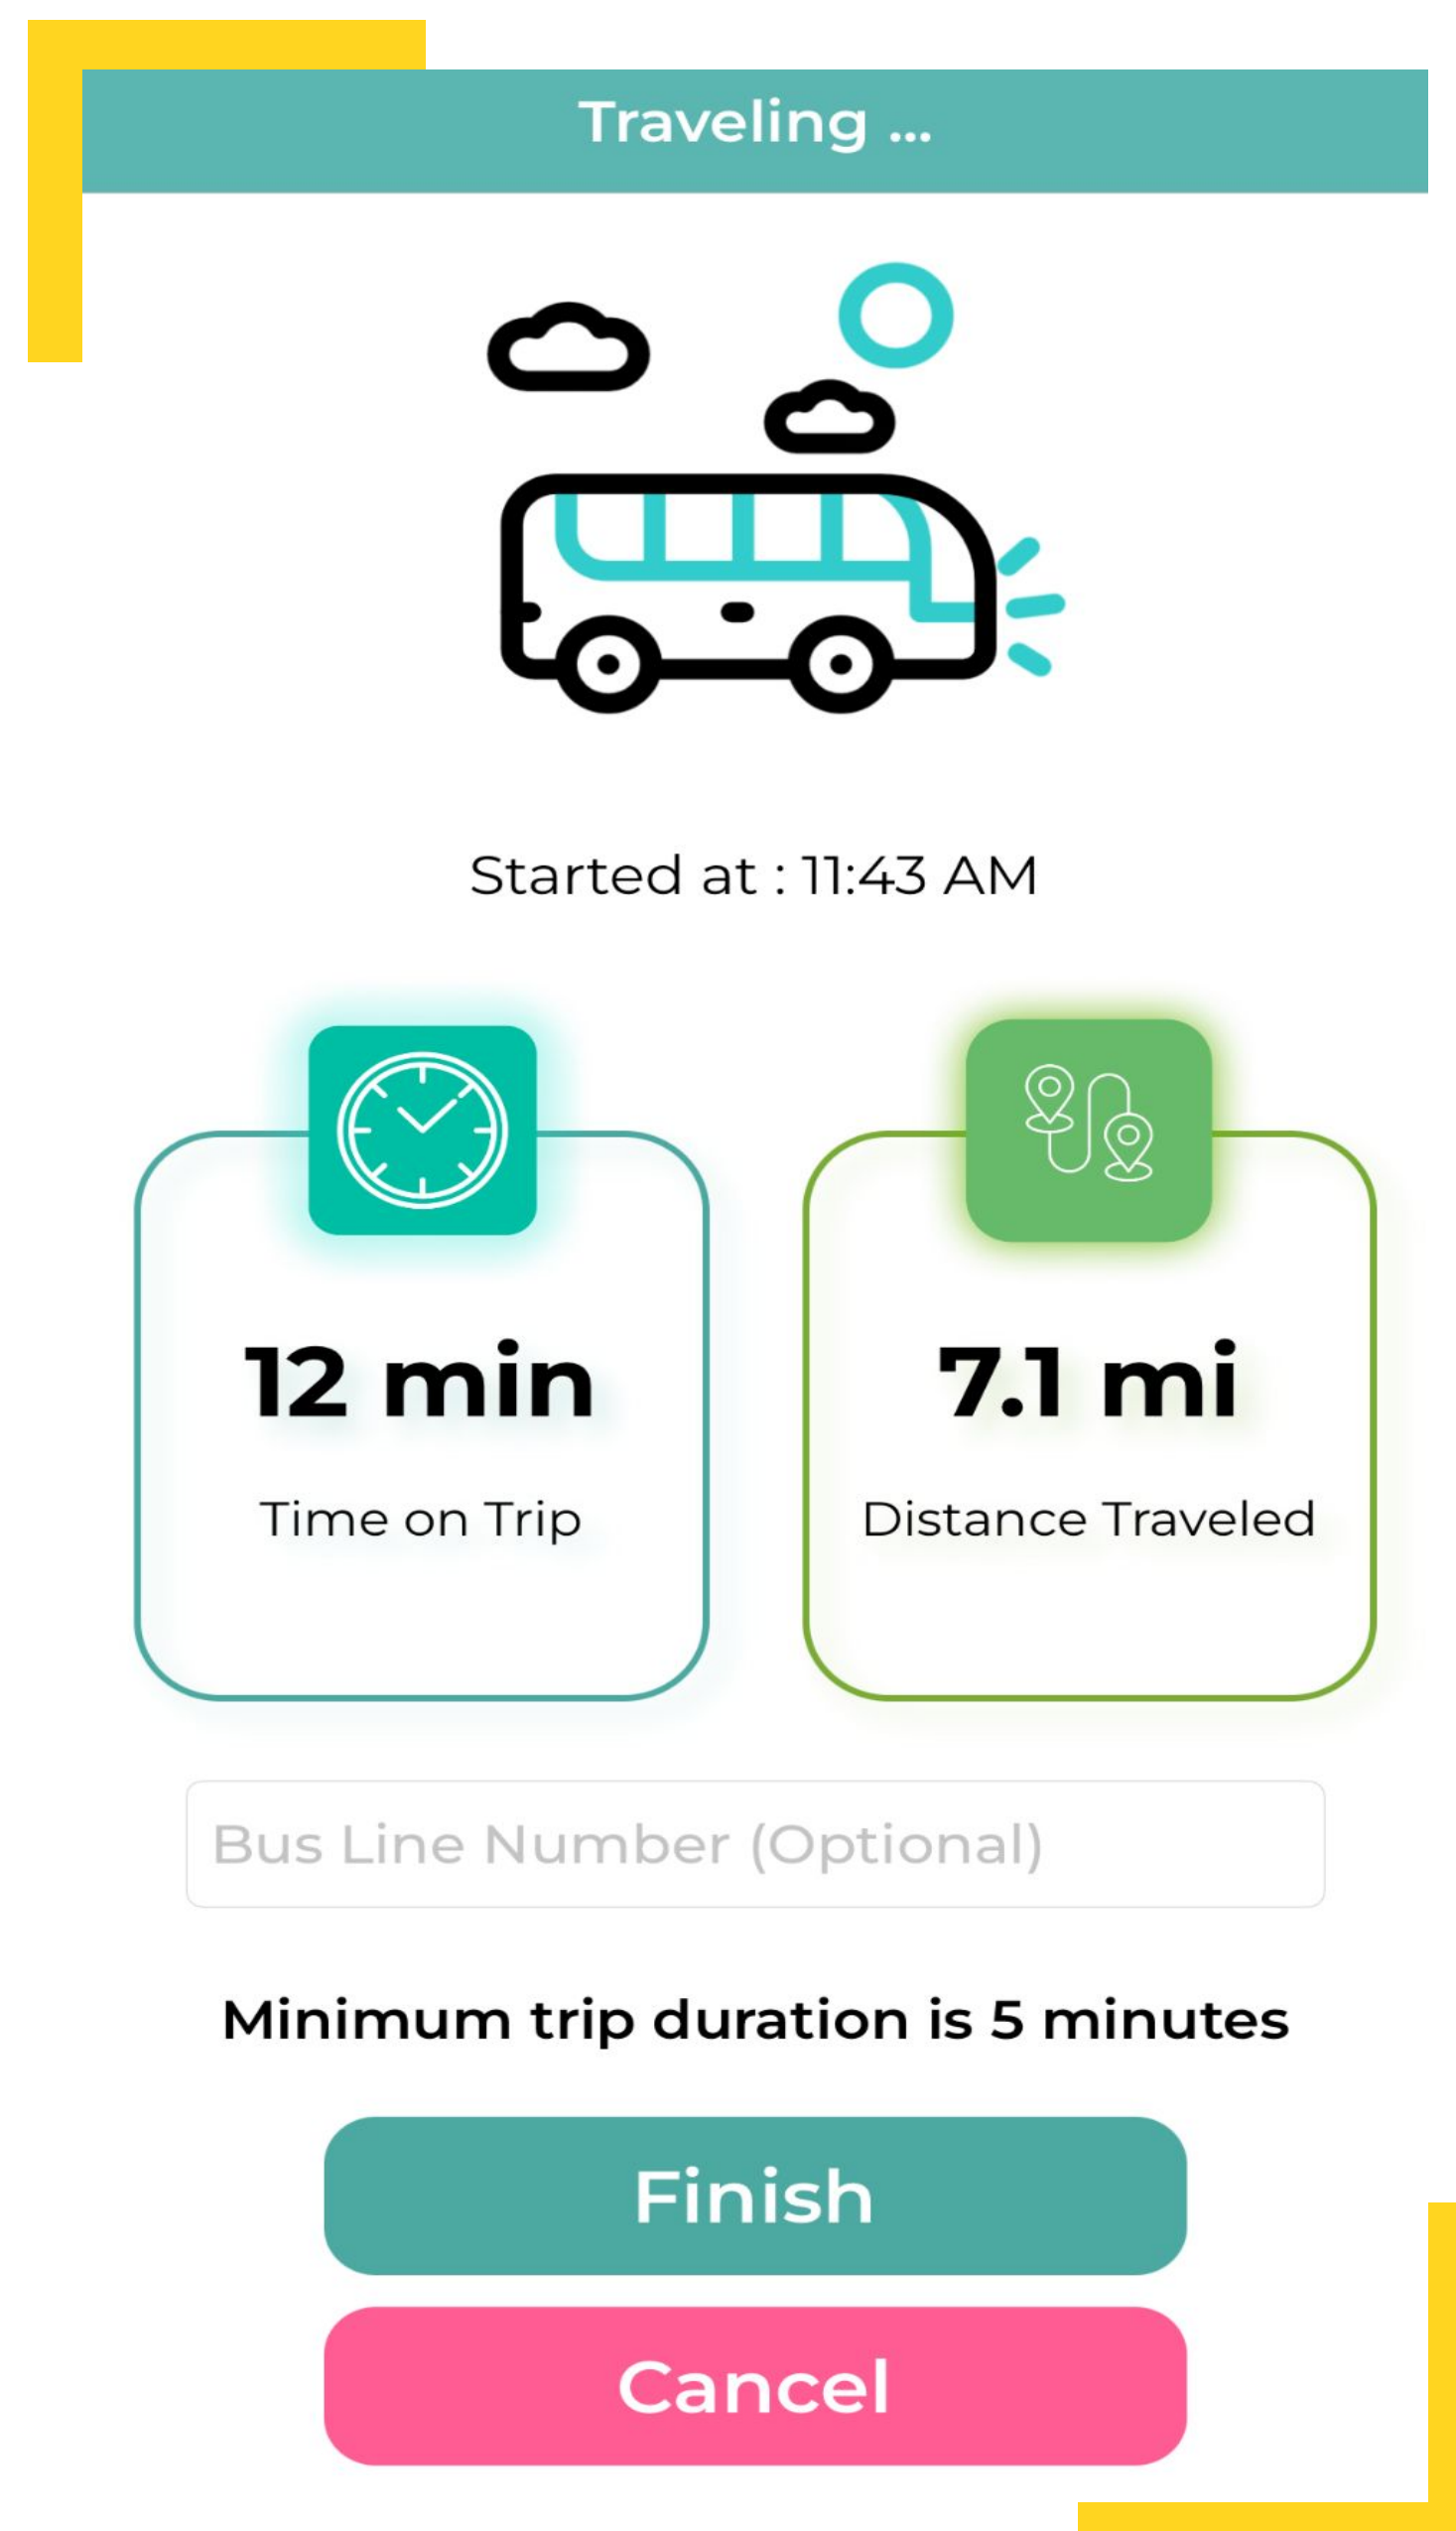 Traveling ...
Started at : 11:43 AM
12 min
Time on Trip
7.1 mi
Distance Traveled
Bus Line Number (Optional)
Minimum trip duration is 5 minutes
Finish
Cancel